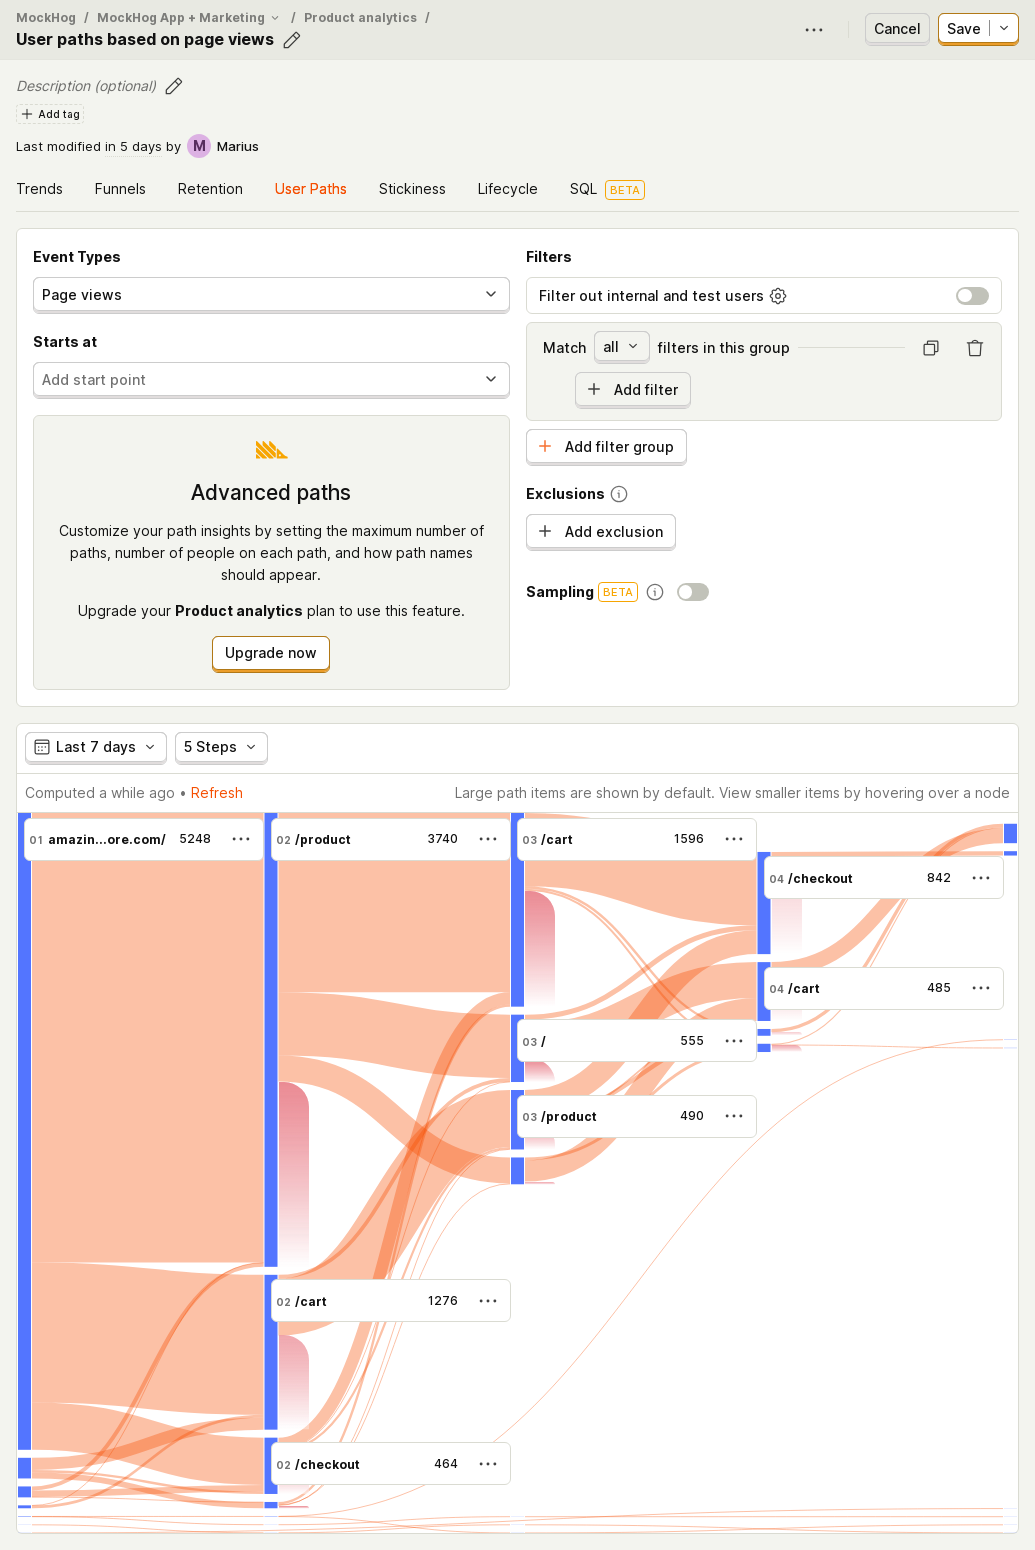 MockHog / MockHog App + Marketing / Product analytics /
User paths based on page views
Cancel
Save
Description (optional)
Add tag
Last modified in 5 days by M Marius
Trends Funnels Retention User Paths Stickiness Lifecycle SQL BETA
Event Types
Page views
Starts at
Add start point
Advanced paths
Customize your path insights by setting the maximum number of
paths, number of people on each path, and how path names
should appear.
Upgrade your Product analytics plan to use this feature.
Upgrade now
Filters
Filter out internal and test users
Match all filters in this group
Add filter
Add filter group
Exclusions
Add exclusion
Sampling BETA
Last 7 days 5 Steps
Computed a while ago • Refresh
Large path items are shown by default. View smaller items by hovering over a node
01 amazin...ore.com/ 5248
02 /product 3740
03 /cart 1596
04 /checkout 842
04 /cart 485
03 / 555
03 /product 490
02 /cart 1276
02 /checkout 464